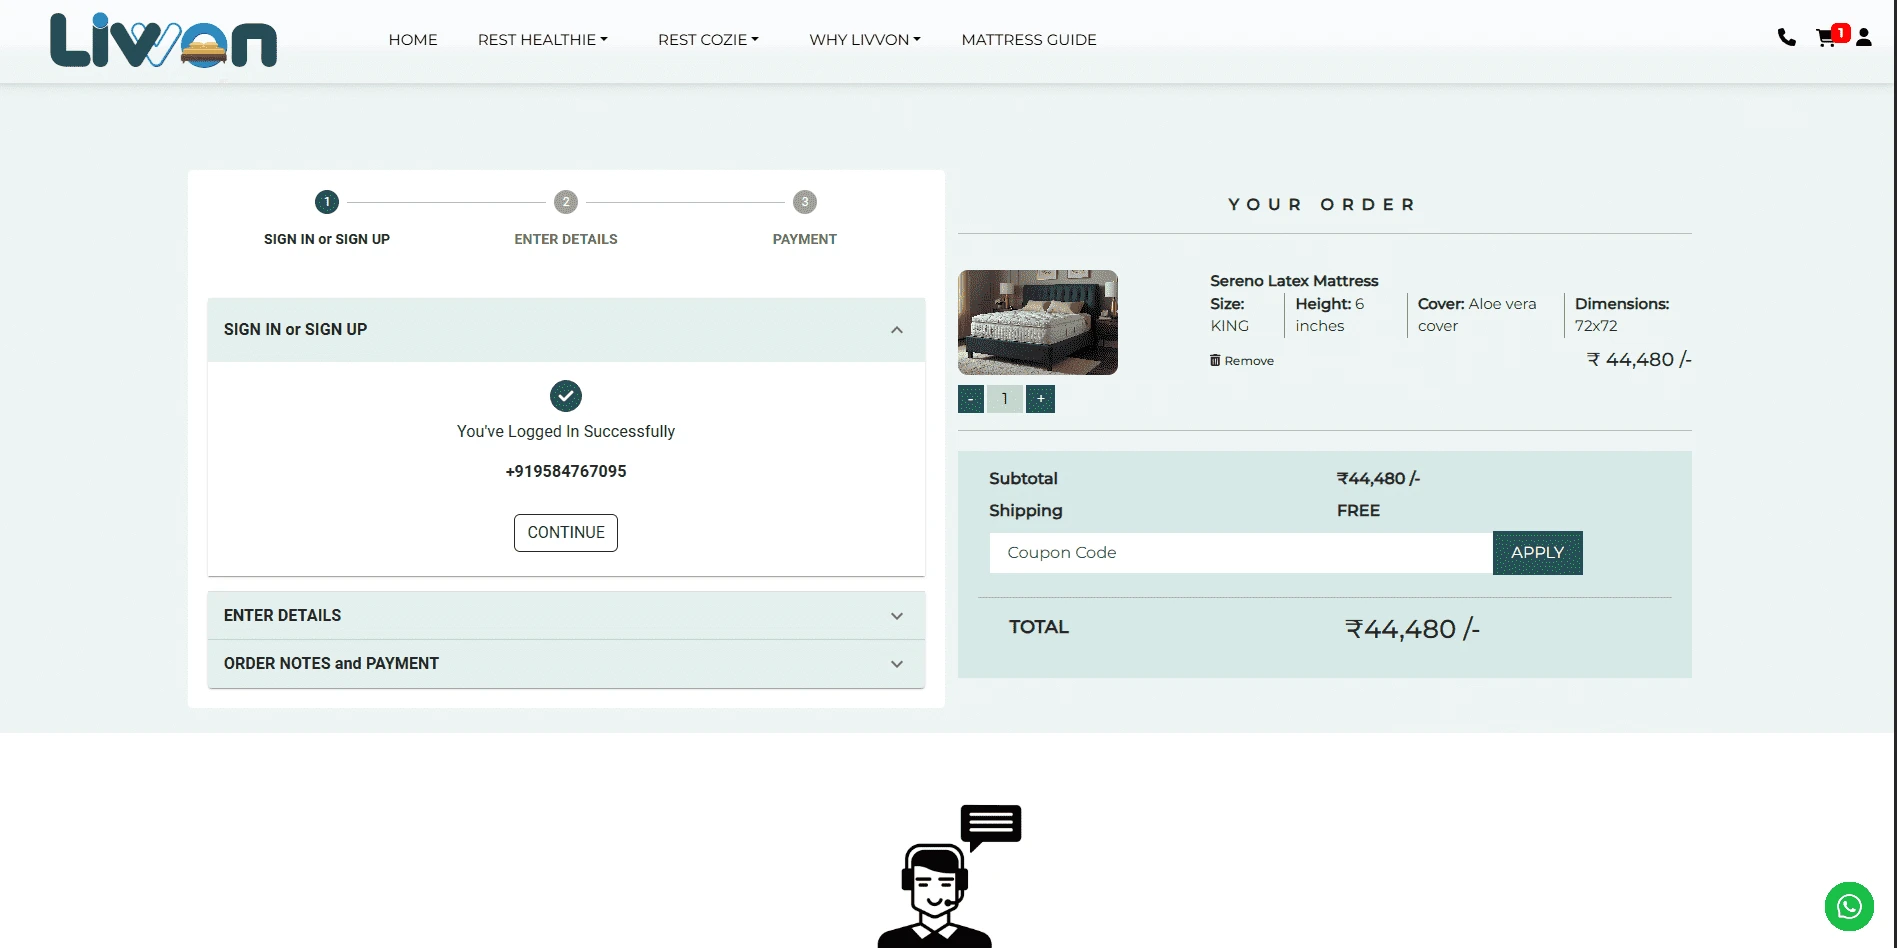 Livvon
HOME
REST HEALTHIE
REST COZIE
WHY LIVVON
MATTRESS GUIDE
1
1
2
3
SIGN IN or SIGN UP
ENTER DETAILS
PAYMENT
SIGN IN or SIGN UP
You've Logged In Successfully
+919584767095
CONTINUE
ENTER DETAILS
ORDER NOTES and PAYMENT
YOUR ORDER
Sereno Latex Mattress
Size: KING
Height: 6 inches
Cover: Aloe vera cover
Dimensions: 72x72
Remove
₹ 44,480 /-
- 1 +
Subtotal ₹44,480 /-
Shipping FREE
Coupon Code APPLY
TOTAL ₹44,480 /-